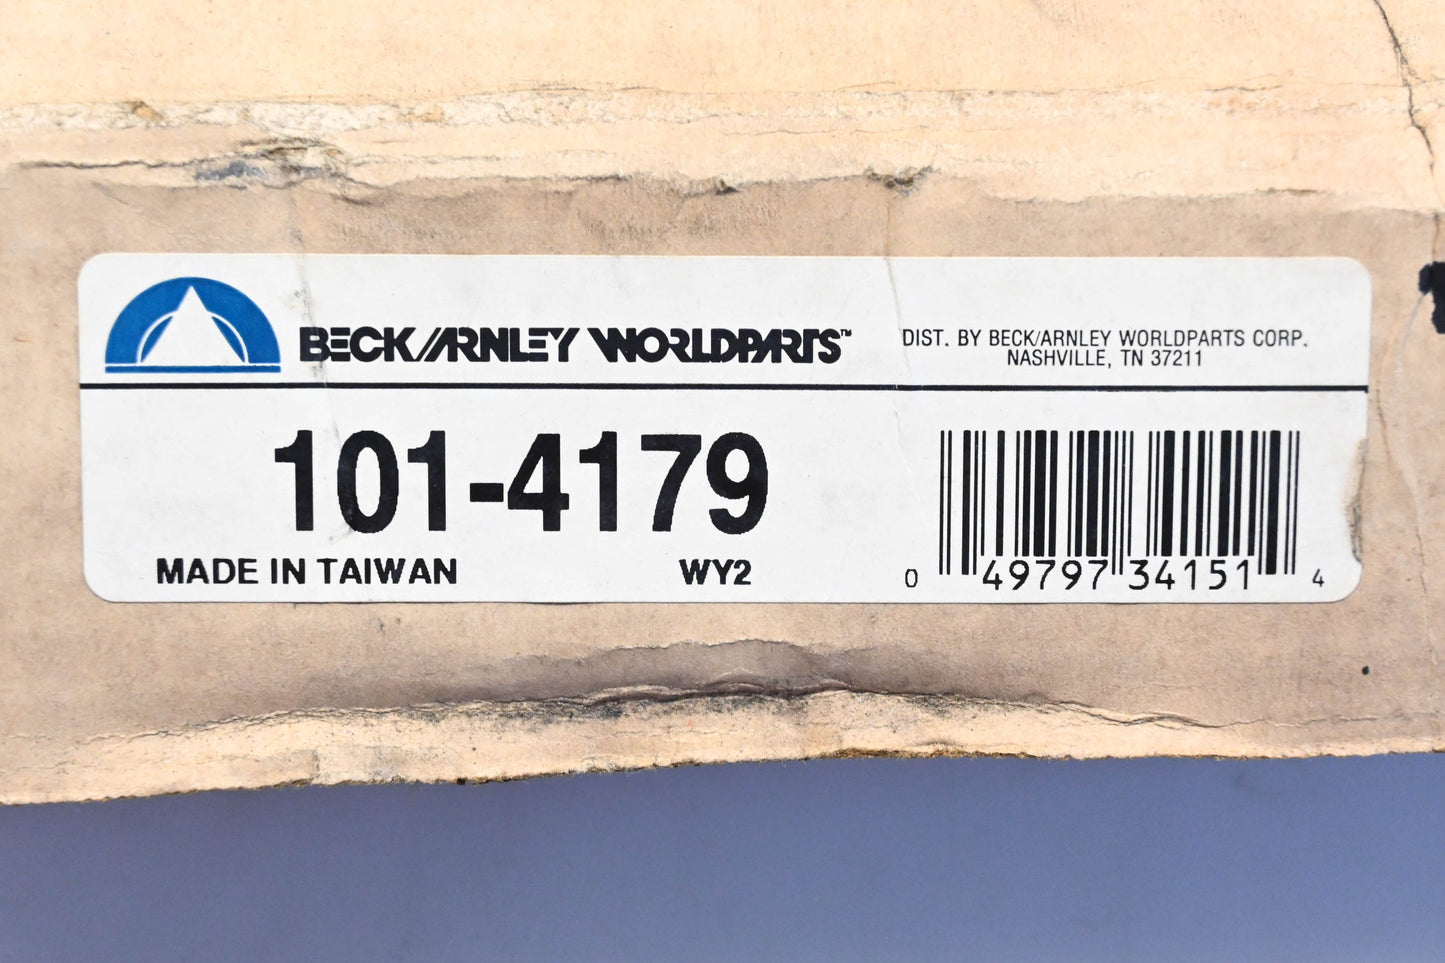 BECK/ARNLEY WORLDPARTS™
DIST. BY BECK/ARNLEY WORLDPARTS CORP.
NASHVILLE, TN 37211
101-4179
MADE IN TAIWAN WY2
0 49797 34151 4